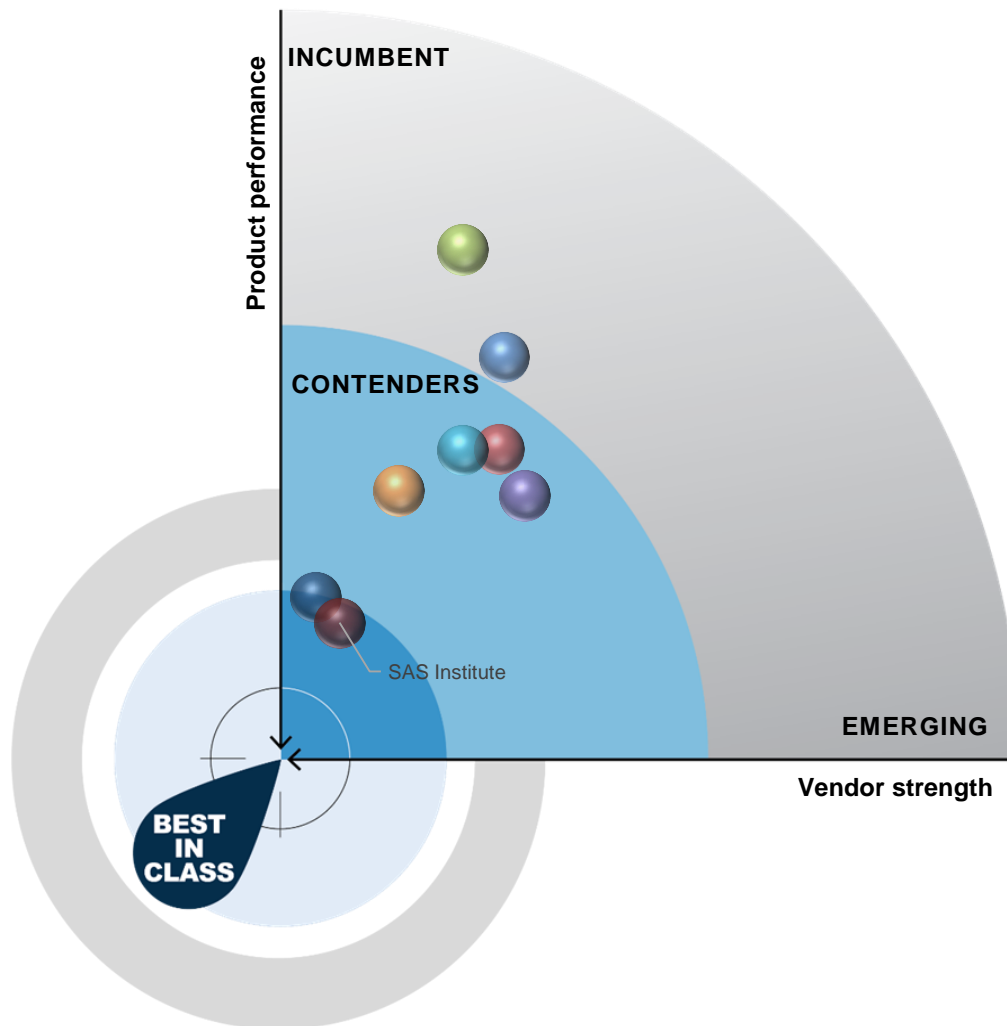 INCUMBENT
Product performance
CONTENDERS
SAS Institute
EMERGING
Vendor strength
BEST
IN
CLASS